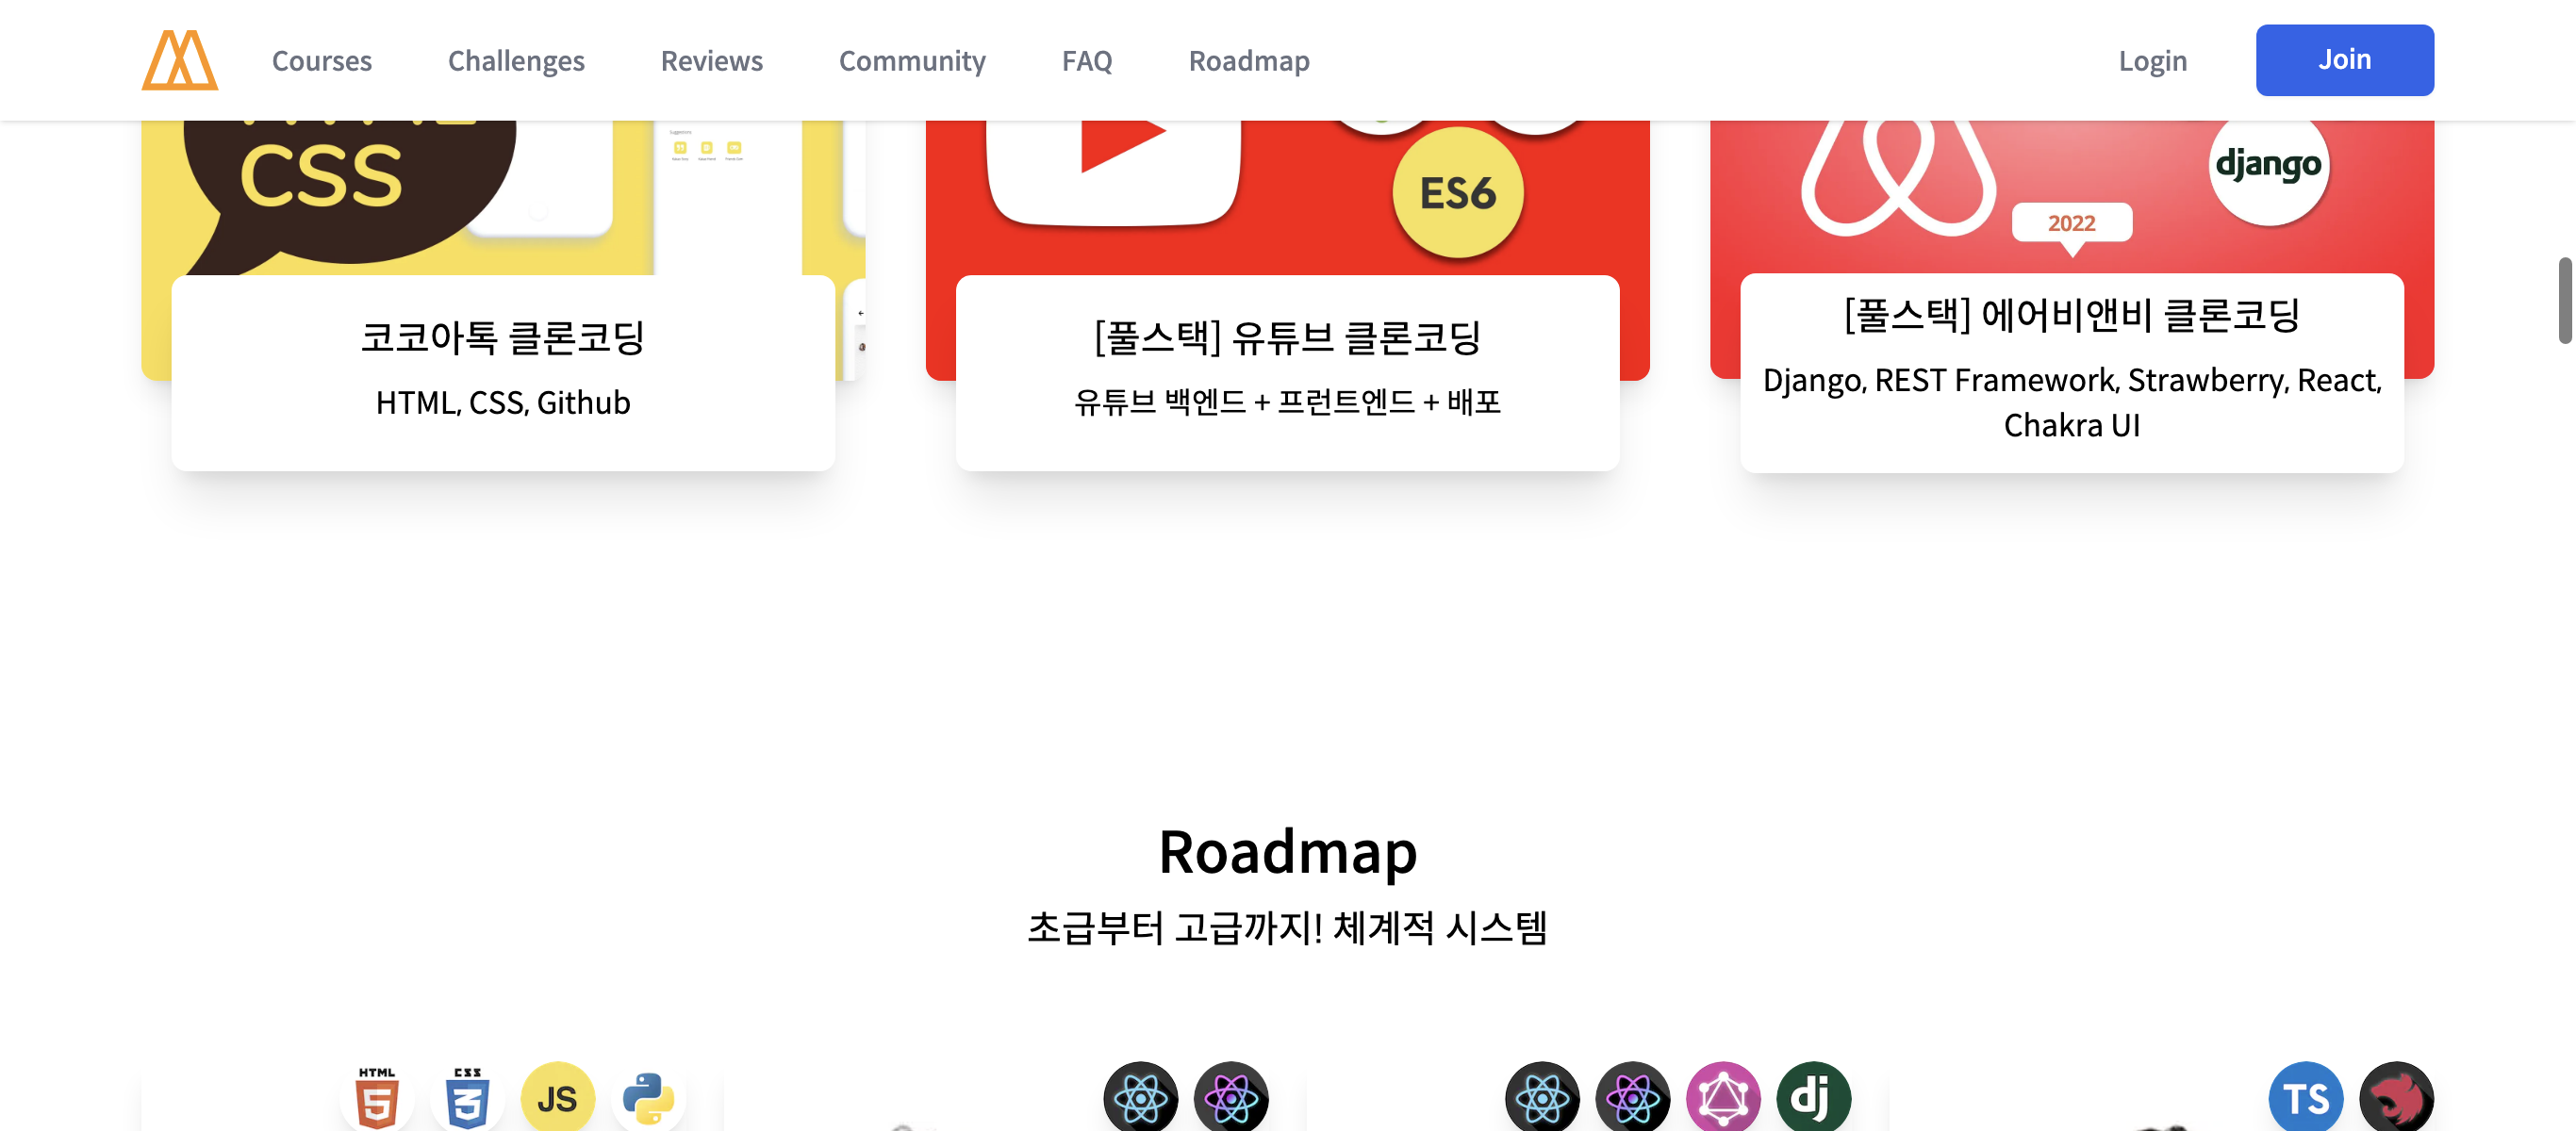 Courses Challenges Reviews Community FAQ Roadmap Login Join
CSS
ES6
django
2022
코코아톡 클론코딩
HTML, CSS, Github
[풀스택] 유튜브 클론코딩
유튜브 백엔드 + 프런트엔드 + 배포
[풀스택] 에어비앤비 클론코딩
Django, REST Framework, Strawberry, React,
Chakra UI
Roadmap
초급부터 고급까지! 체계적 시스템
HTML
5
CSS
3
JS
dj
TS